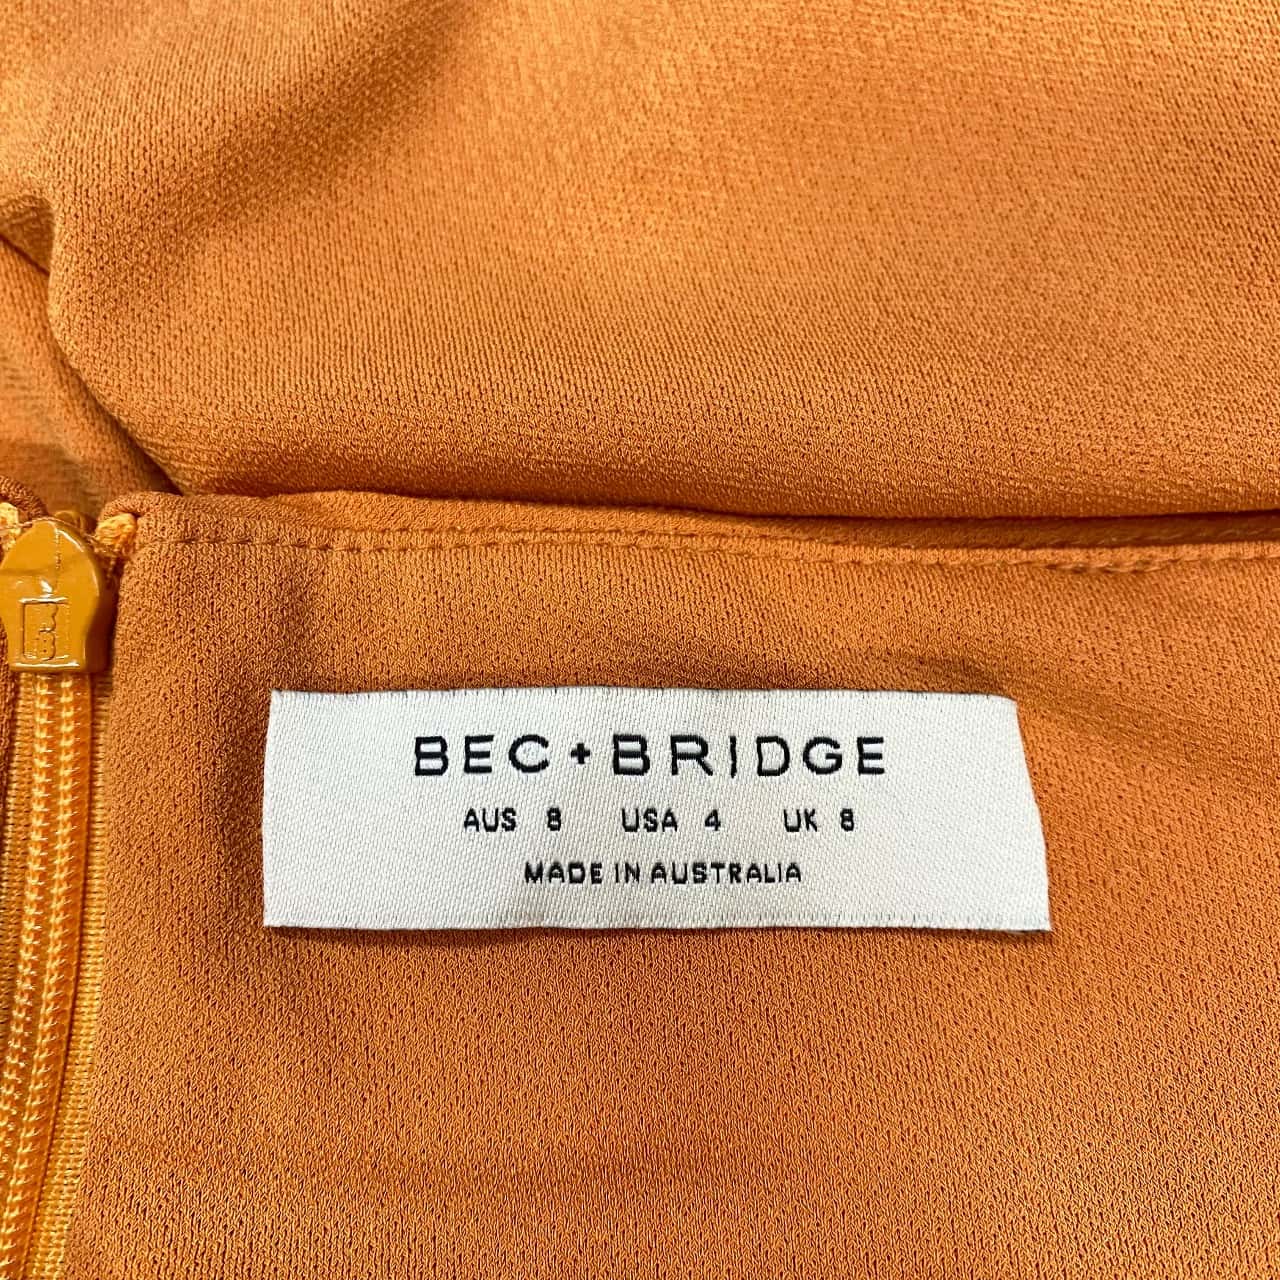 BEC+BRIDGE
AUS 8 USA 4 UK 8
MADE IN AUSTRALIA